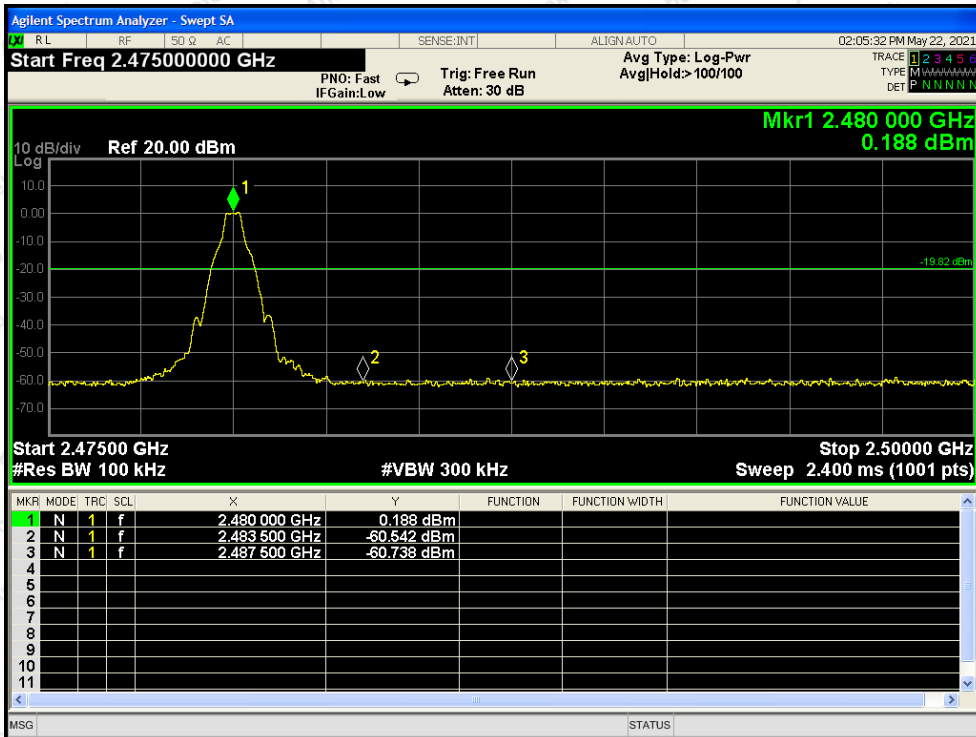 Agilent Spectrum Analyzer - Swept SA
LXI RL RF 50 Ω AC SENSE:INT ALIGN AUTO 02:05:32 PM May 22, 2021
Start Freq 2.475000000 GHz
PNO: Fast
IFGain:Low
Trig: Free Run
Atten: 30 dB
Avg Type: Log-Pwr
Avg|Hold:>100/100
TRACE 1 2 3 4 5 6
TYPE M
DET P N N N N N
Mkr1 2.480 000 GHz
0.188 dBm
10 dB/div Ref 20.00 dBm
Log
10.0
0.00
-10.0
-20.0
-30.0
-40.0
-50.0
-60.0
-70.0
1
-19.82 dBm
2
3
Start 2.47500 GHz Stop 2.50000 GHz
#Res BW 100 kHz #VBW 300 kHz Sweep 2.400 ms (1001 pts)
MKR MODE TRC SCL X Y FUNCTION FUNCTION WIDTH FUNCTION VALUE
1 N 1 f 2.480 000 GHz 0.188 dBm
2 N 1 f 2.483 500 GHz -60.542 dBm
3 N 1 f 2.487 500 GHz -60.738 dBm
4
5
6
7
8
9
10
11
MSG STATUS